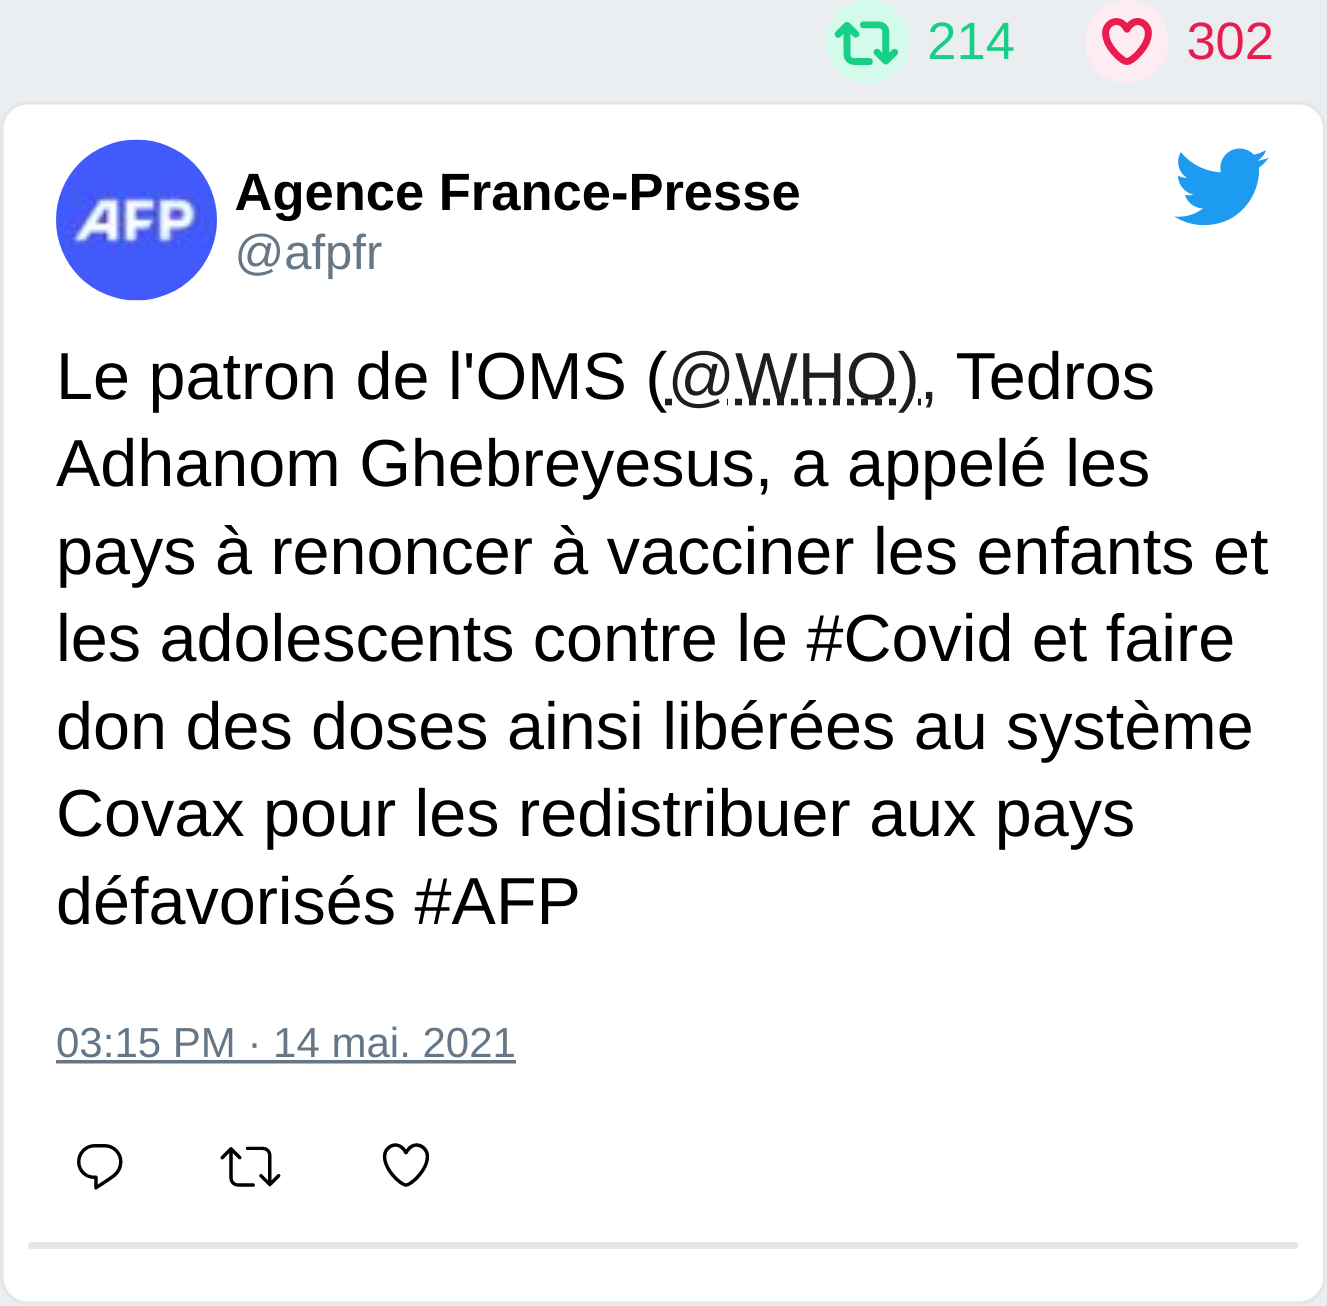 214 302
AFP
Agence France-Presse
@afpfr
Le patron de l'OMS (@WHO), Tedros
Adhanom Ghebreyesus, a appelé les
pays à renoncer à vacciner les enfants et
les adolescents contre le #Covid et faire
don des doses ainsi libérées au système
Covax pour les redistribuer aux pays
défavorisés #AFP
03:15 PM · 14 mai. 2021